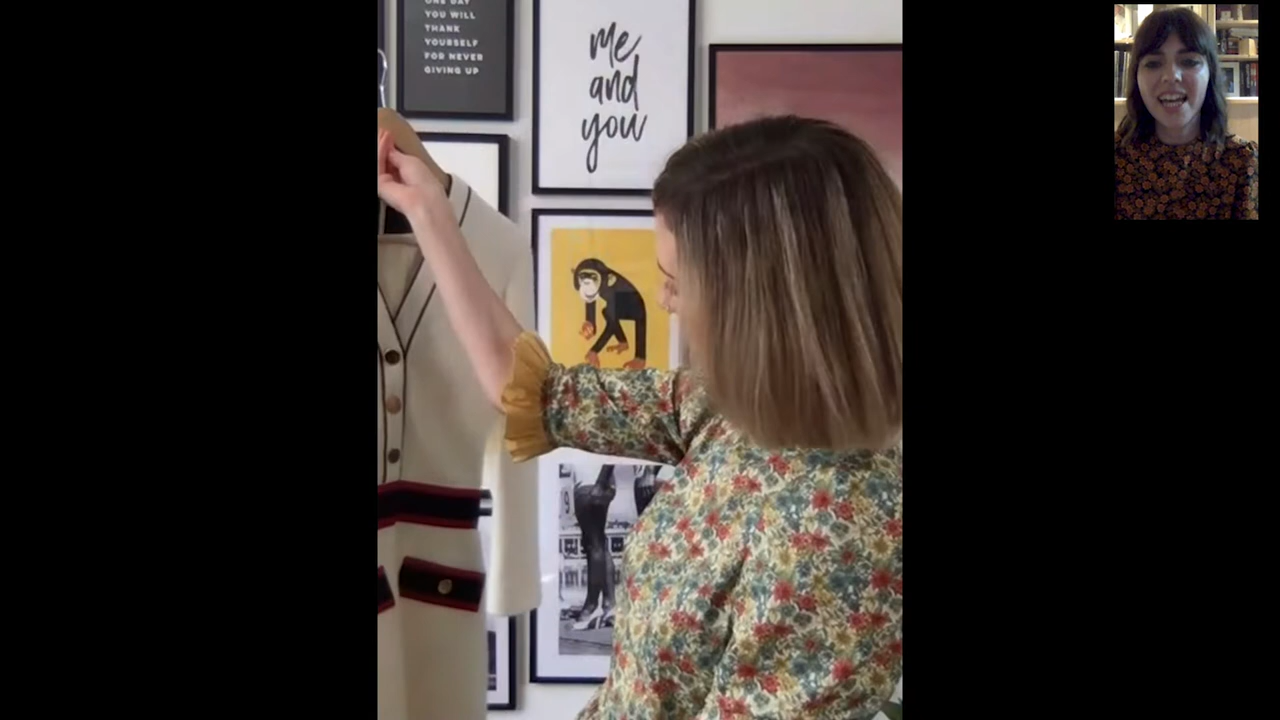 ONE DAY
YOU WILL
THANK
YOURSELF
FOR NEVER
GIVING UP
me
and
you